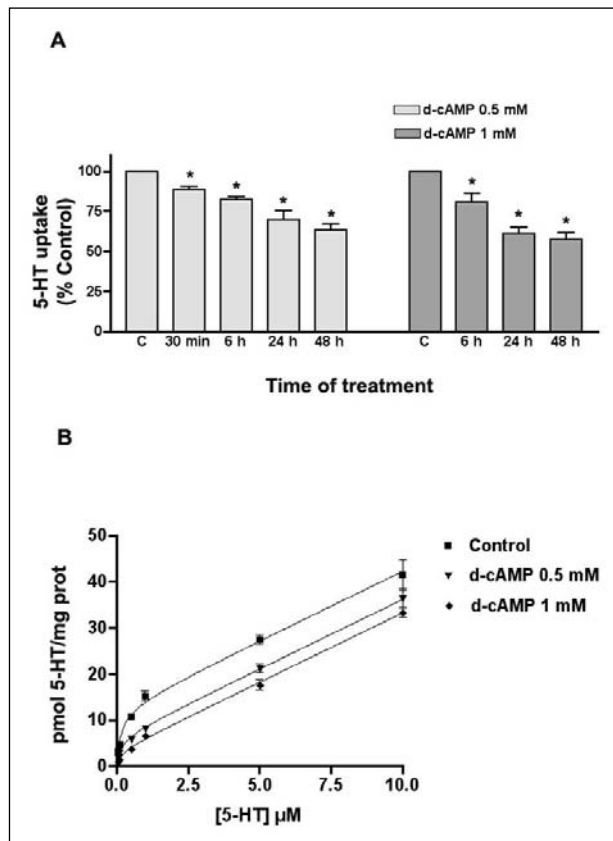 A
d-cAMP 0.5 mM
d-cAMP 1 mM
5-HT uptake
(% Control)
100
75
50
25
0
* * * * * * *
C 30 min 6 h 24 h 48 h C 6 h 24 h 48 h
Time of treatment
B
pmol 5-HT/mg prot
50
40
30
20
10
0
Control
d-cAMP 0.5 mM
d-cAMP 1 mM
0.0 2.5 5.0 7.5 10.0
[5-HT] µM